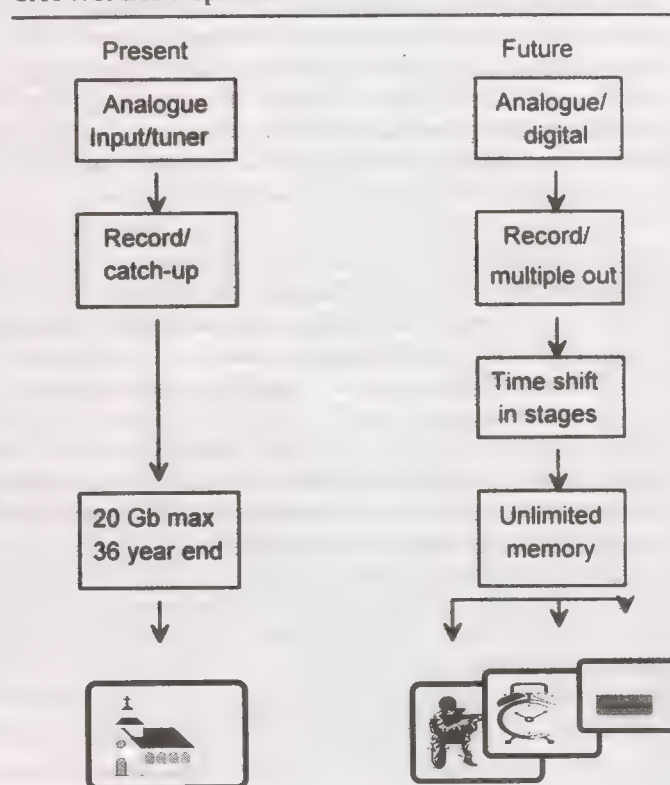 Present
Analogue
Input/tuner
Record/
catch-up
20 Gb max
36 year end
Future
Analogue/
digital
Record/
multiple out
Time shift
in stages
Unlimited
memory